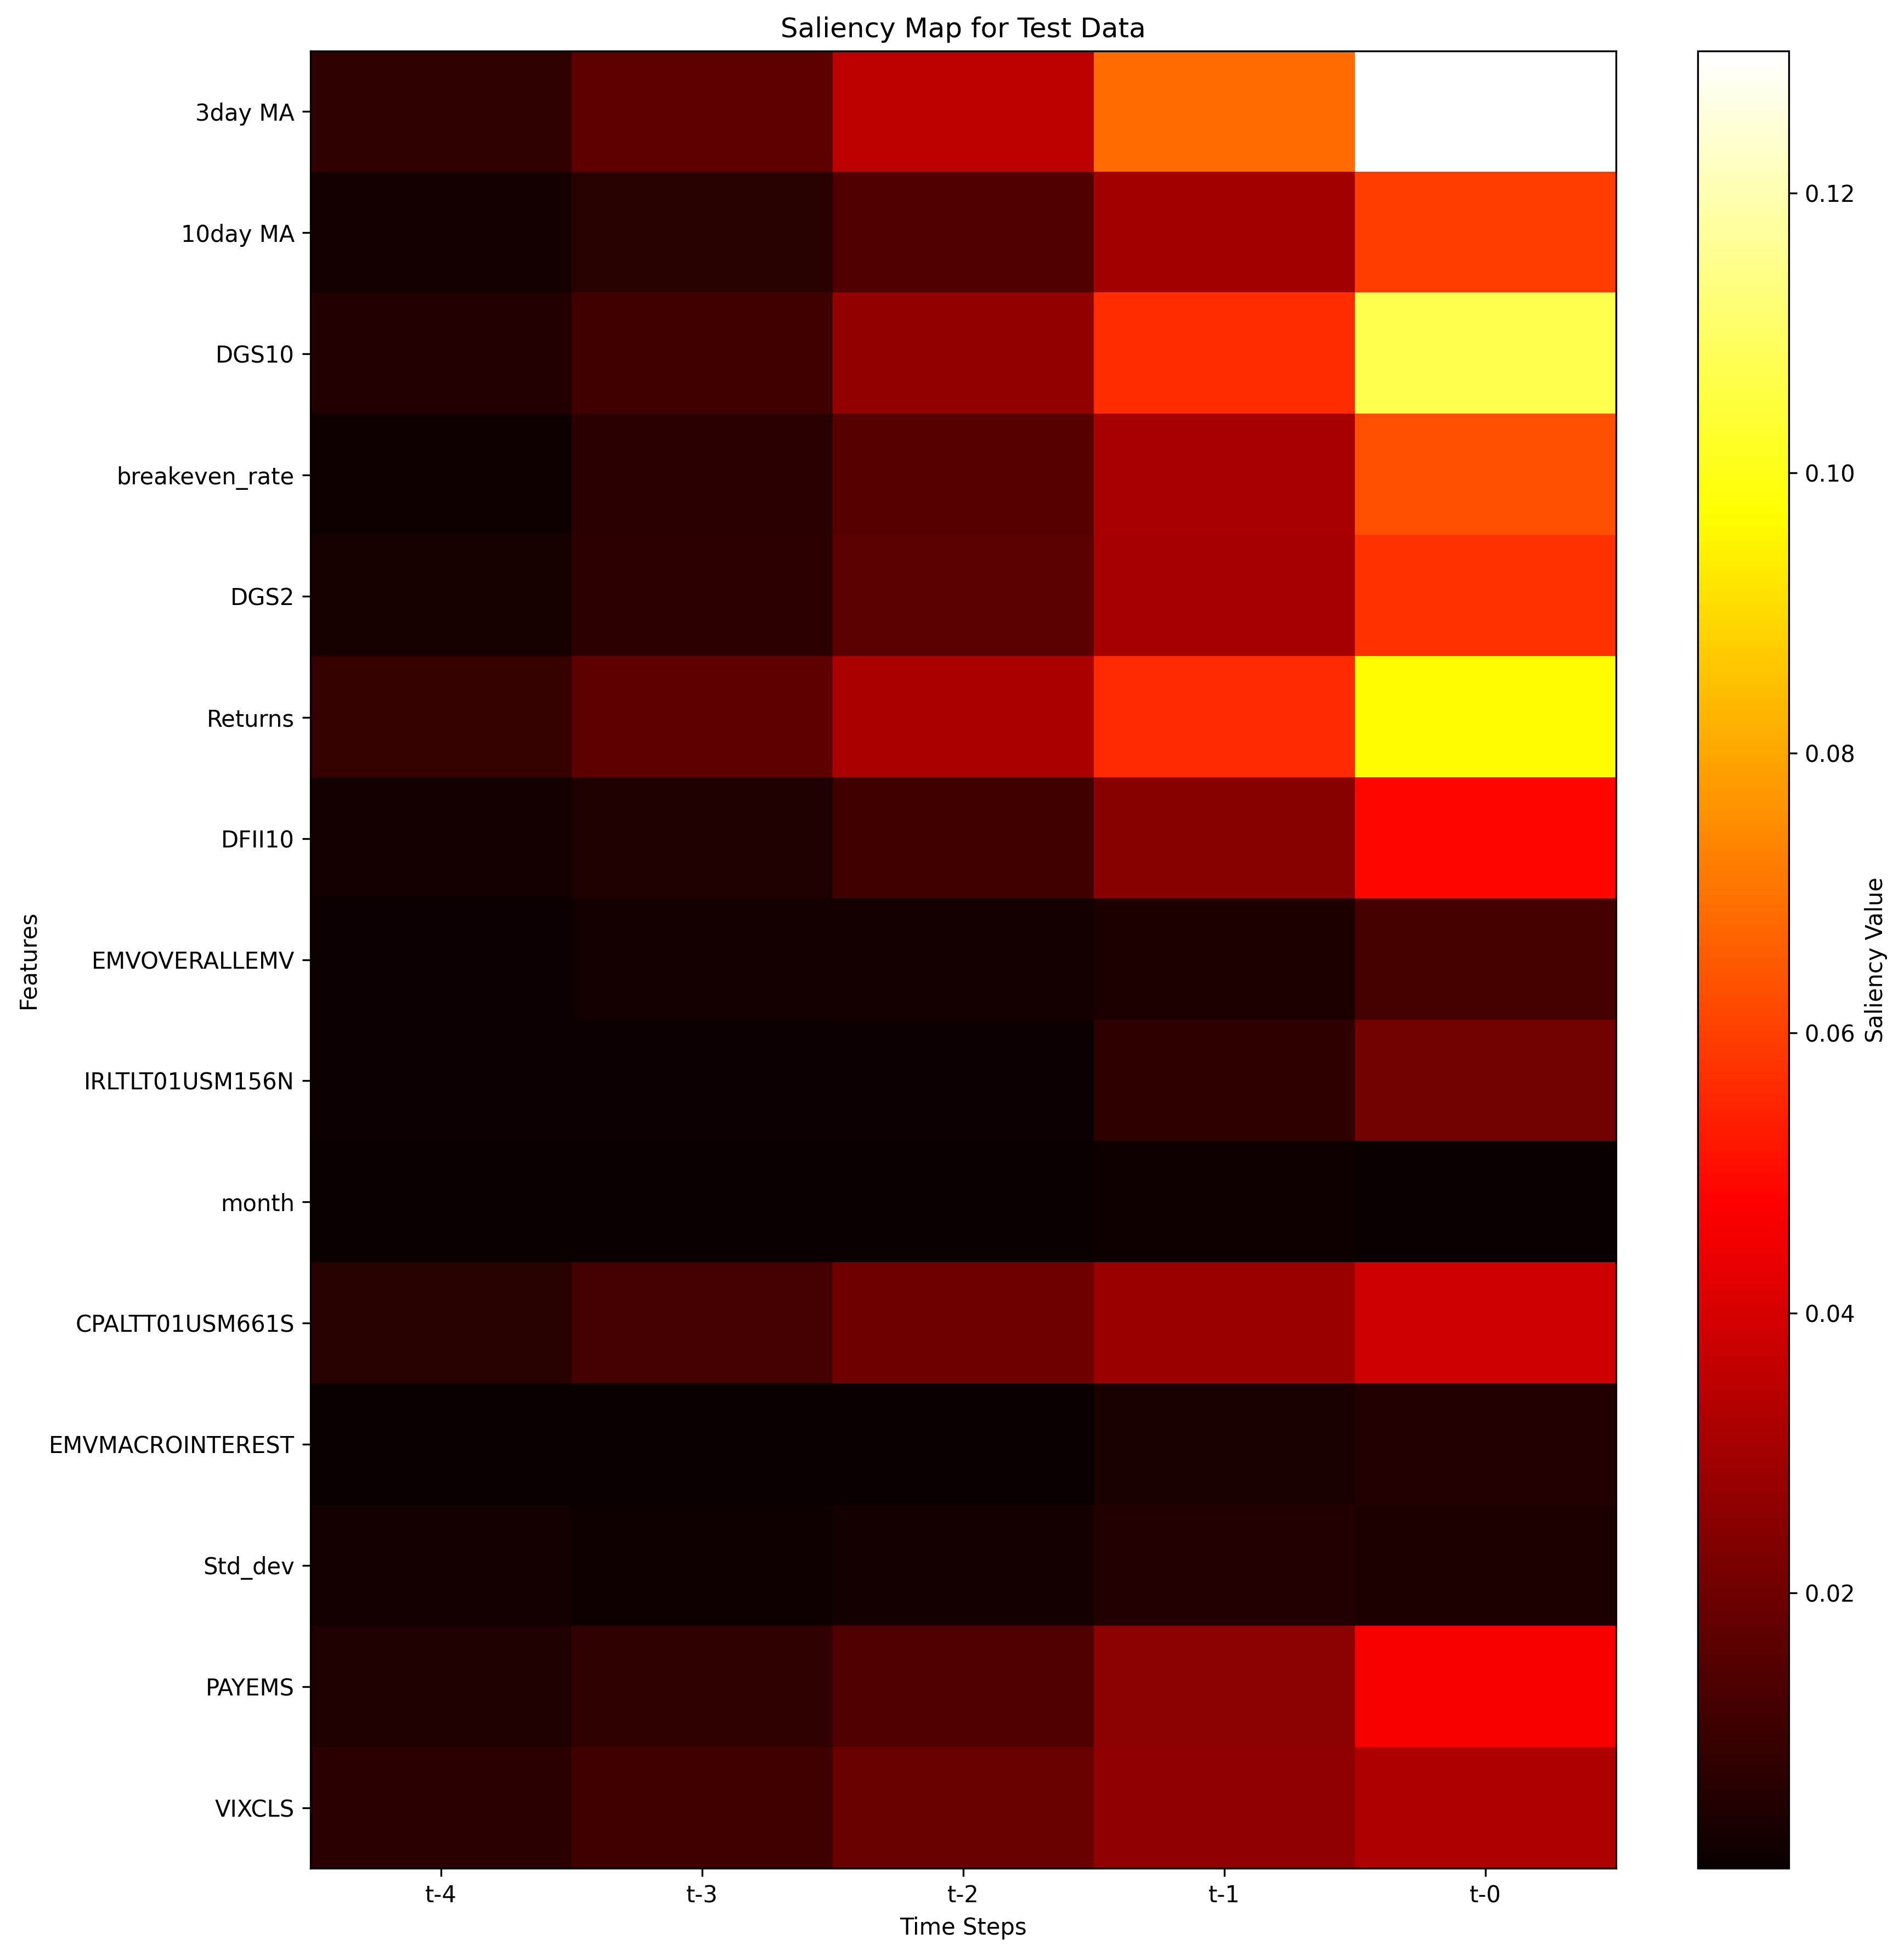 Saliency Map for Test Data
3day MA
10day MA
DGS10
breakeven_rate
DGS2
Returns
DFII10
EMVOVERALLEMV
IRLTLT01USM156N
month
CPALTT01USM661S
EMVMACROINTEREST
Std_dev
PAYEMS
VIXCLS
Features
t-4
t-3
t-2
t-1
t-0
Time Steps
0.12
0.10
0.08
0.06
0.04
0.02
Saliency Value